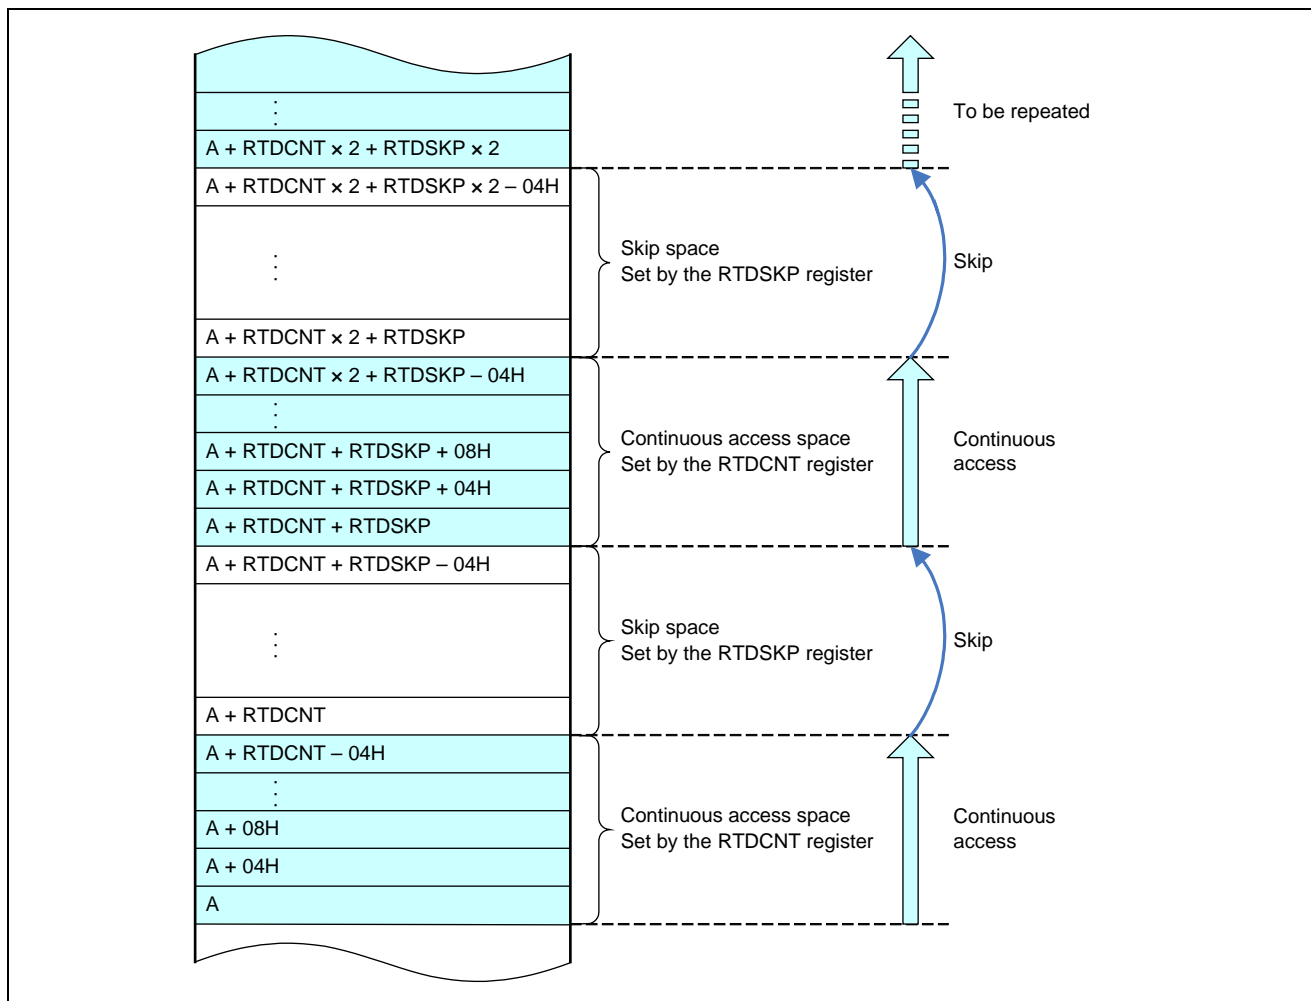 ⋮
To be repeated
A + RTDCNT × 2 + RTDSKP × 2
A + RTDCNT × 2 + RTDSKP × 2 – 04H
⋮
Skip space
Set by the RTDSKP register
Skip
A + RTDCNT × 2 + RTDSKP
A + RTDCNT × 2 + RTDSKP – 04H
⋮
A + RTDCNT + RTDSKP + 08H
A + RTDCNT + RTDSKP + 04H
A + RTDCNT + RTDSKP
Continuous access space
Set by the RTDCNT register
Continuous
access
A + RTDCNT + RTDSKP – 04H
⋮
Skip space
Set by the RTDSKP register
Skip
A + RTDCNT
A + RTDCNT – 04H
⋮
A + 08H
A + 04H
A
Continuous access space
Set by the RTDCNT register
Continuous
access